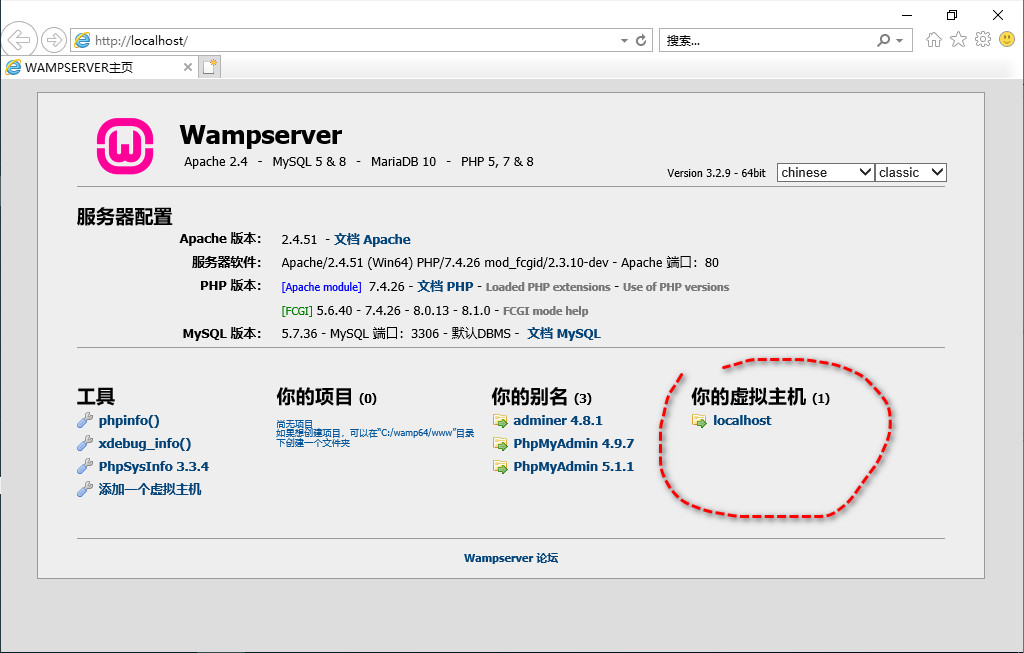 http://localhost/
搜索...
WAMPSERVER主页
Wampserver
Apache 2.4 - MySQL 5 & 8 - MariaDB 10 - PHP 5, 7 & 8
Version 3.2.9 - 64bit chinese classic
服务器配置
Apache 版本: 2.4.51 - 文档 Apache
服务器软件: Apache/2.4.51 (Win64) PHP/7.4.26 mod_fcgid/2.3.10-dev - Apache 端口: 80
PHP 版本: [Apache module] 7.4.26 - 文档 PHP - Loaded PHP extensions - Use of PHP versions
[FCGI] 5.6.40 - 7.4.26 - 8.0.13 - 8.1.0 - FCGI mode help
MySQL 版本: 5.7.36 - MySQL 端口: 3306 - 默认DBMS - 文档 MySQL
工具
phpinfo()
xdebug_info()
PhpSysInfo 3.3.4
添加一个虚拟主机
你的项目 (0)
尚无项目
如果想创建项目，可以在"C:/wamp64/www"目录
下创建一个文件夹
你的别名 (3)
adminer 4.8.1
PhpMyAdmin 4.9.7
PhpMyAdmin 5.1.1
你的虚拟主机 (1)
localhost
Wampserver 论坛